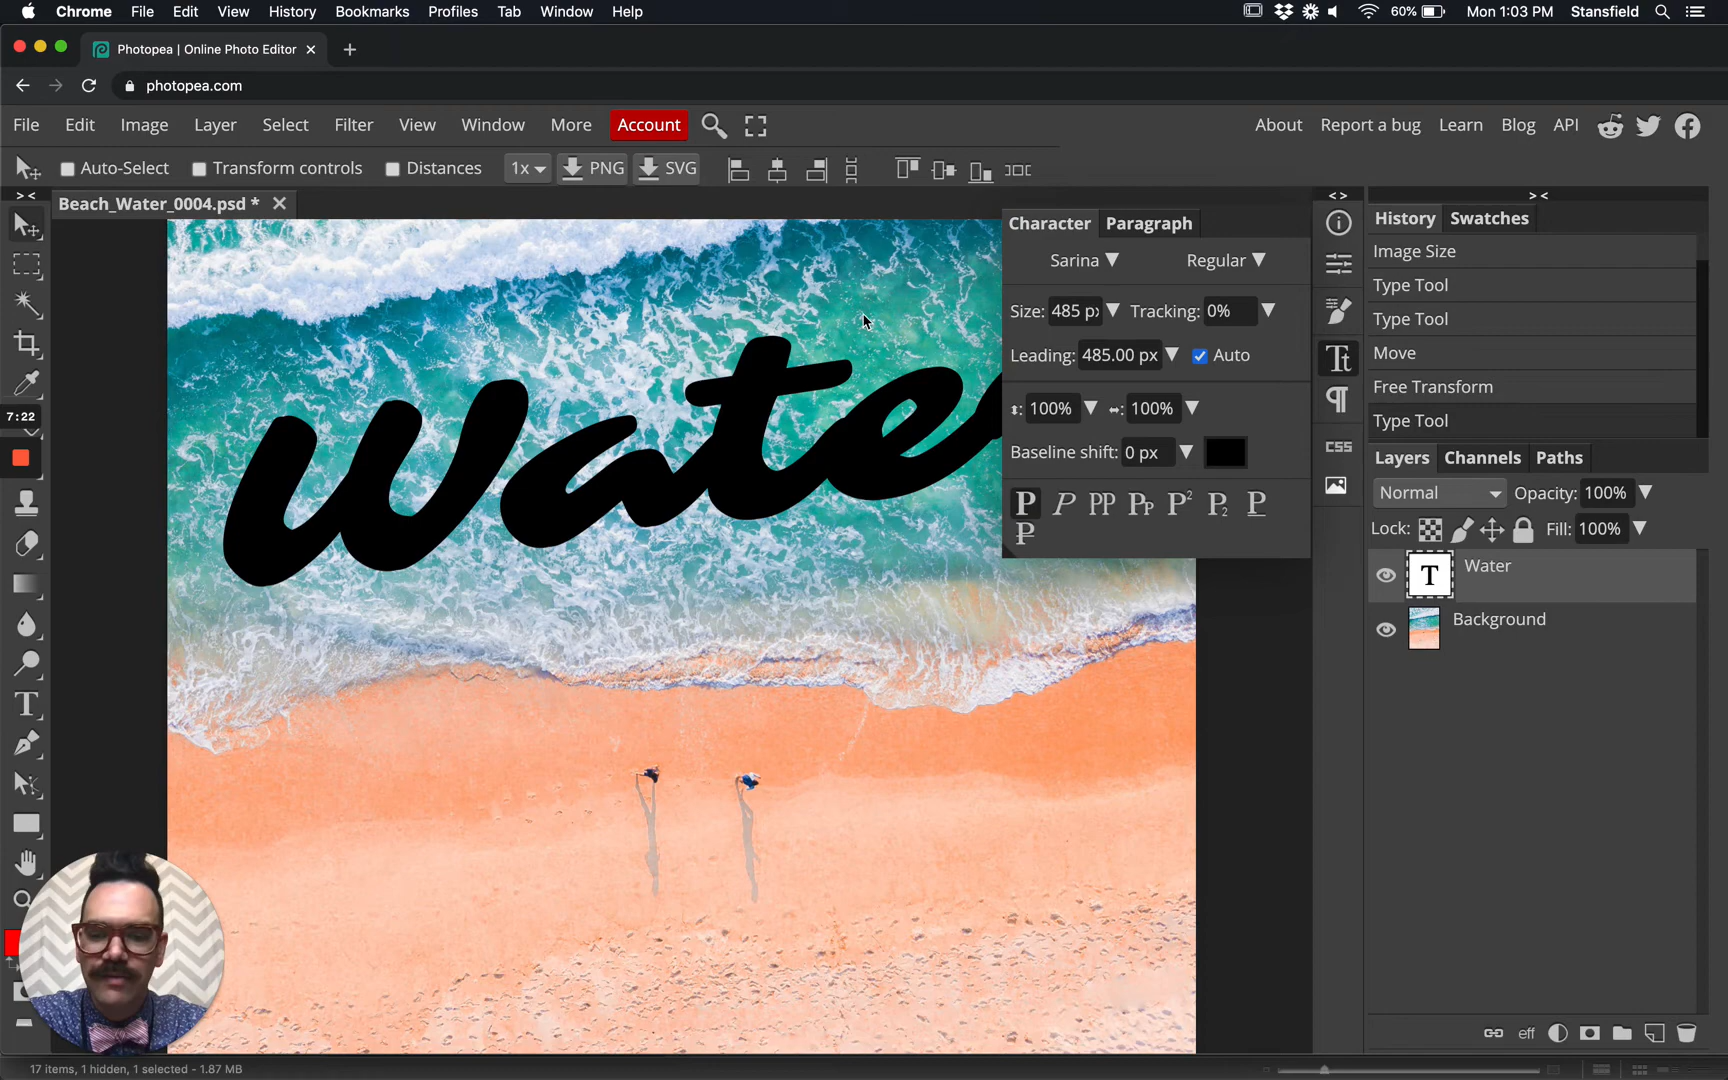 Chrome File Edit View History Bookmarks Profiles Tab Window Help 60% Mon 1:03 PM Stansfield
Photopea | Online Photo Editor
photopea.com
File Edit Image Layer Select Filter View Window More Account About Report a bug Learn Blog API
Auto-Select Transform controls Distances 1x PNG SVG
Beach_Water_0004.psd *
Water
7:22
Character Paragraph
Sarina Regular
Size: 485 px Tracking: 0%
Leading: 485.00 px Auto
100% 100%
Baseline shift: 0 px
History Swatches
Image Size
Type Tool
Type Tool
Move
Free Transform
Type Tool
CSS
Layers Channels Paths
Normal Opacity: 100%
Lock: Fill: 100%
Water
Background
eff
17 items, 1 hidden, 1 selected - 1.87 MB